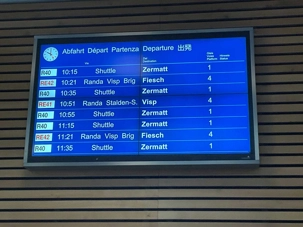 Abfahrt Départ Partenza Departure 出発
R40 10:15 Shuttle Zermatt 1
RE42 10:21 Randa Visp Brig Fiesch 4
R40 10:35 Shuttle Zermatt 1
RE41 10:51 Randa Stalden-S. Visp 4
R40 10:55 Shuttle Zermatt 1
R40 11:15 Shuttle Zermatt 1
RE42 11:21 Randa Visp Brig Fiesch 4
R40 11:35 Shuttle Zermatt 1